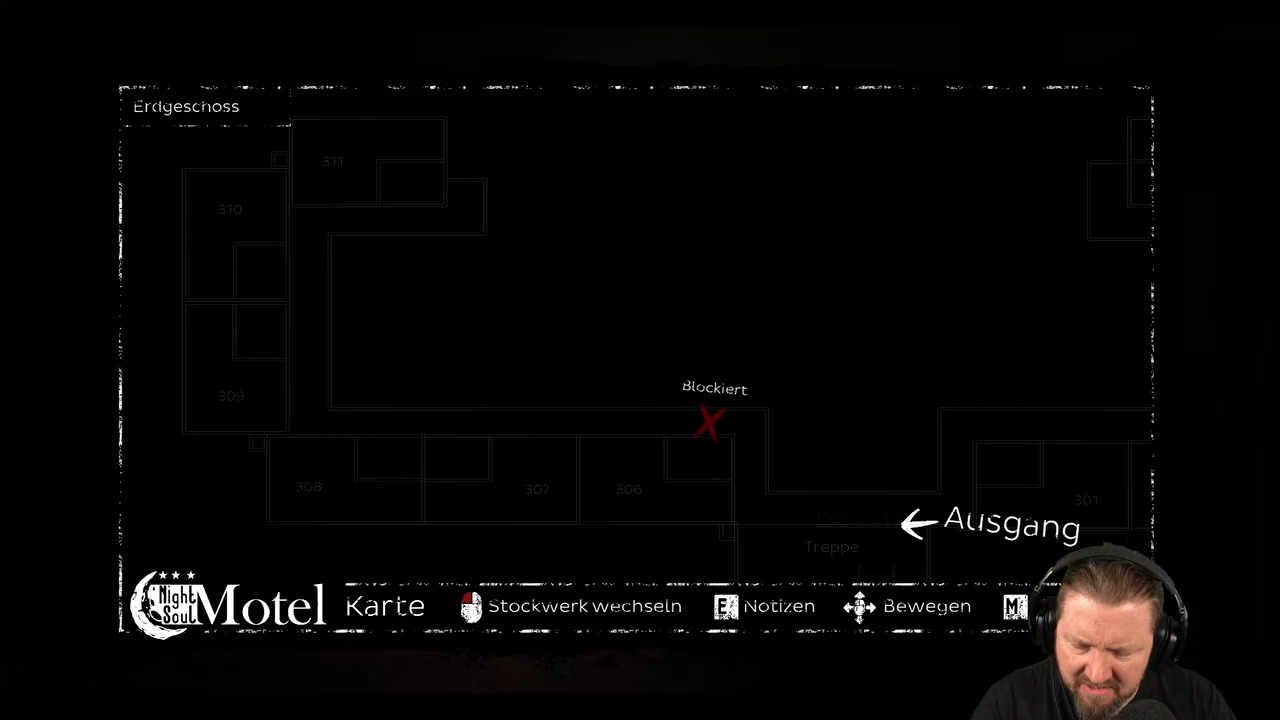 Erdgeschoss
311
310
309
Blockiert
308
307
306
301
Ausgang
Treppe
Night Soul Motel
Karte
Stockwerk wechseln
E Notizen
Bewegen
M